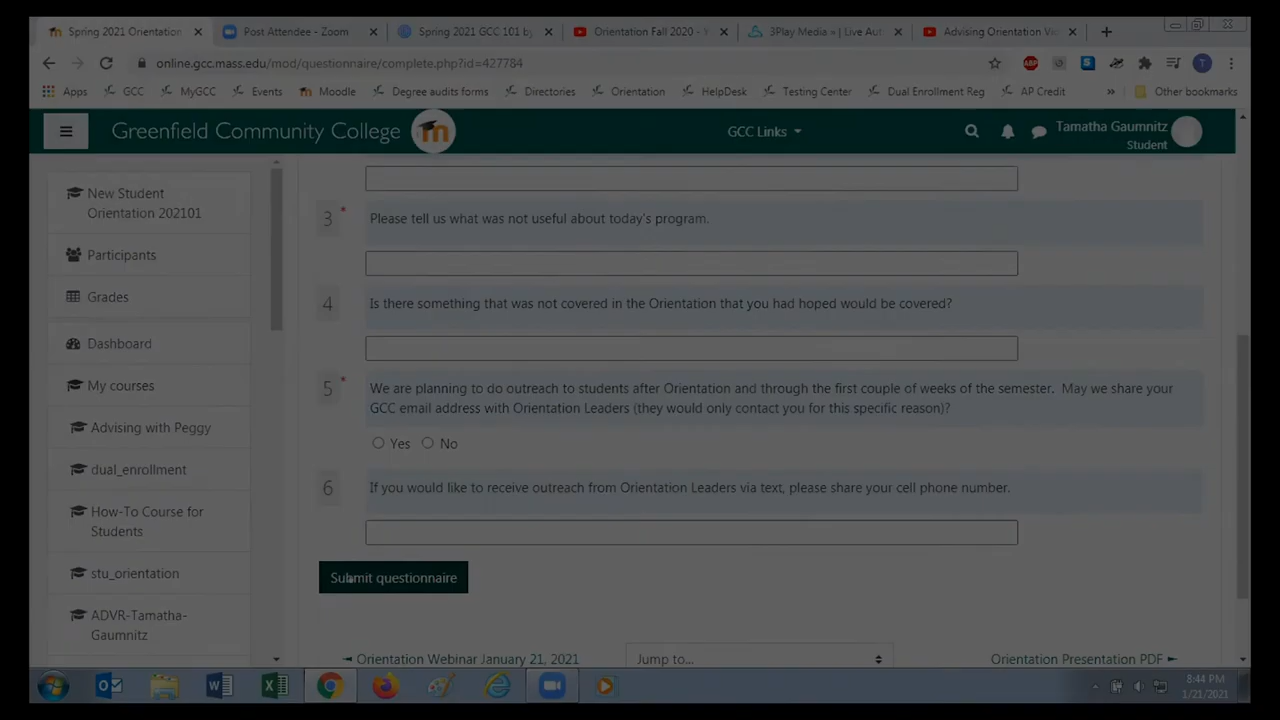 Spring 2021 Orientation
Post Attendee - Zoom
Spring 2021 GCC 101 by
Orientation Fall 2020 - Y
3Play Media » | Live Aut
Advising Orientation Vid
online.gcc.mass.edu/mod/questionnaire/complete.php?id=427784
ABP
S
T
Apps
GCC
MyGCC
Events
Moodle
Degree audits forms
Directories
Orientation
HelpDesk
Testing Center
Dual Enrollment Reg
AP Credit
»
Other bookmarks
Greenfield Community College
GCC Links
Tamatha Gaumnitz
Student
New Student
Orientation 202101
Participants
Grades
Dashboard
My courses
Advising with Peggy
dual_enrollment
How-To Course for
Students
stu_orientation
ADVR-Tamatha-
Gaumnitz
3 * Please tell us what was not useful about today's program.
4 Is there something that was not covered in the Orientation that you had hoped would be covered?
5 * We are planning to do outreach to students after Orientation and through the first couple of weeks of the semester. May we share your
GCC email address with Orientation Leaders (they would only contact you for this specific reason)?
Yes No
6 If you would like to receive outreach from Orientation Leaders via text, please share your cell phone number.
Submit questionnaire
◄ Orientation Webinar January 21, 2021
Jump to...
Orientation Presentation PDF ►
8:44 PM
1/21/2021